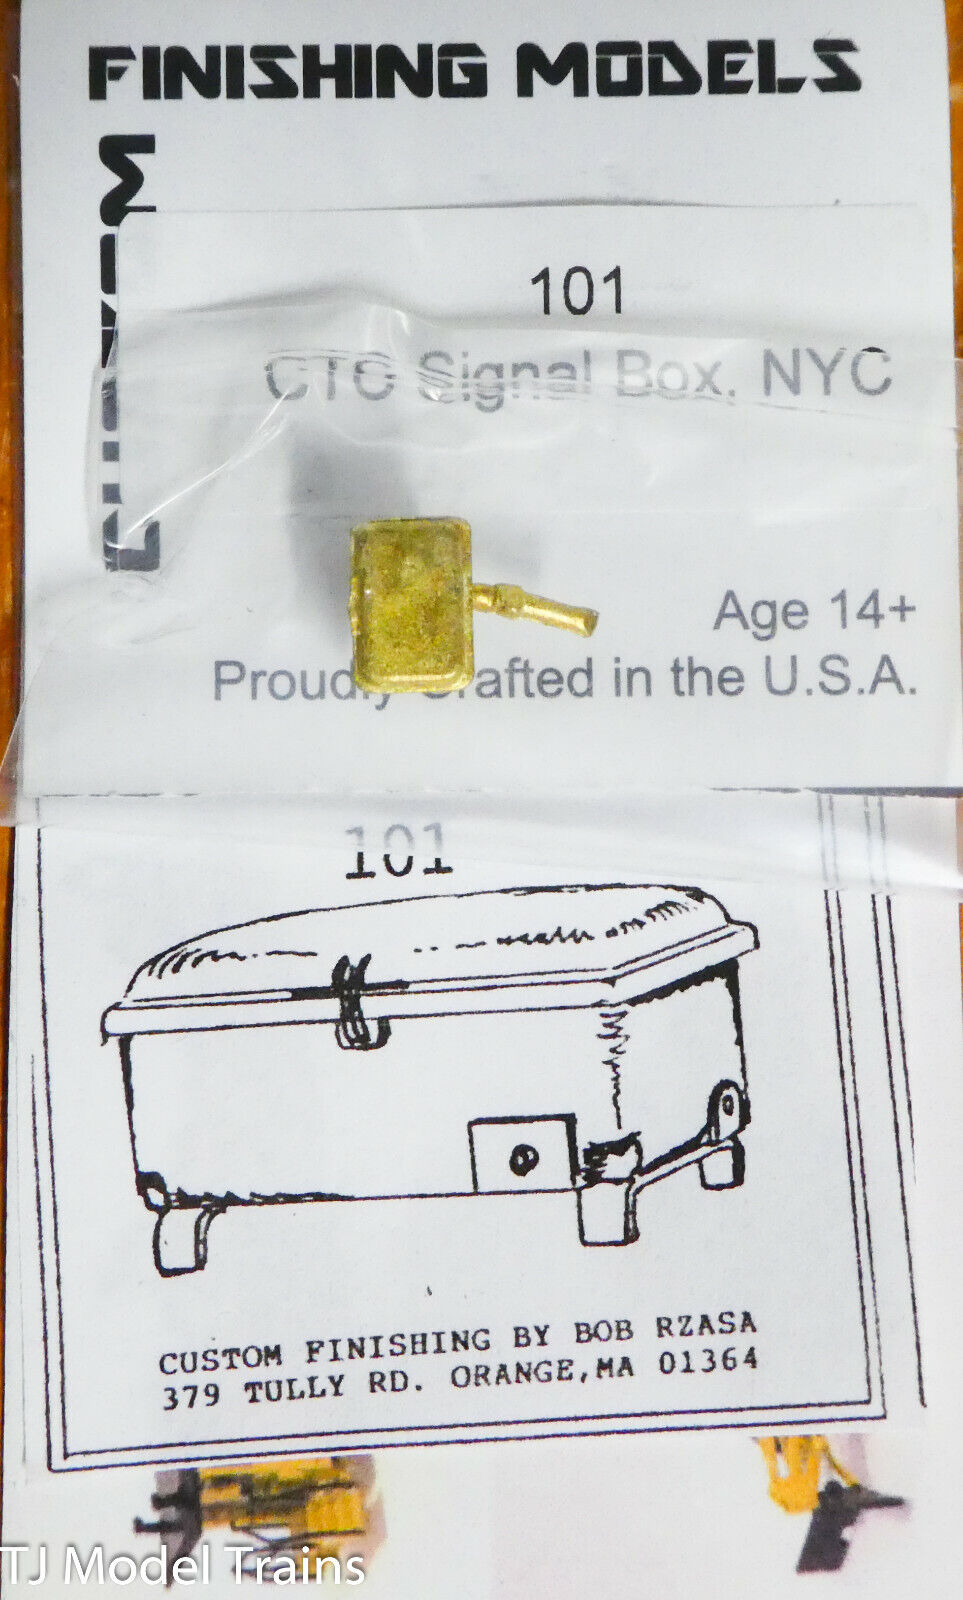 FINISHING MODELS
CUSTOM
101
CTC Signal Box, NYC
Age 14+
Proudly Crafted in the U.S.A.
101
CUSTOM FINISHING BY BOB RZASA
379 TULLY RD. ORANGE,MA 01364
TJ Model Trains